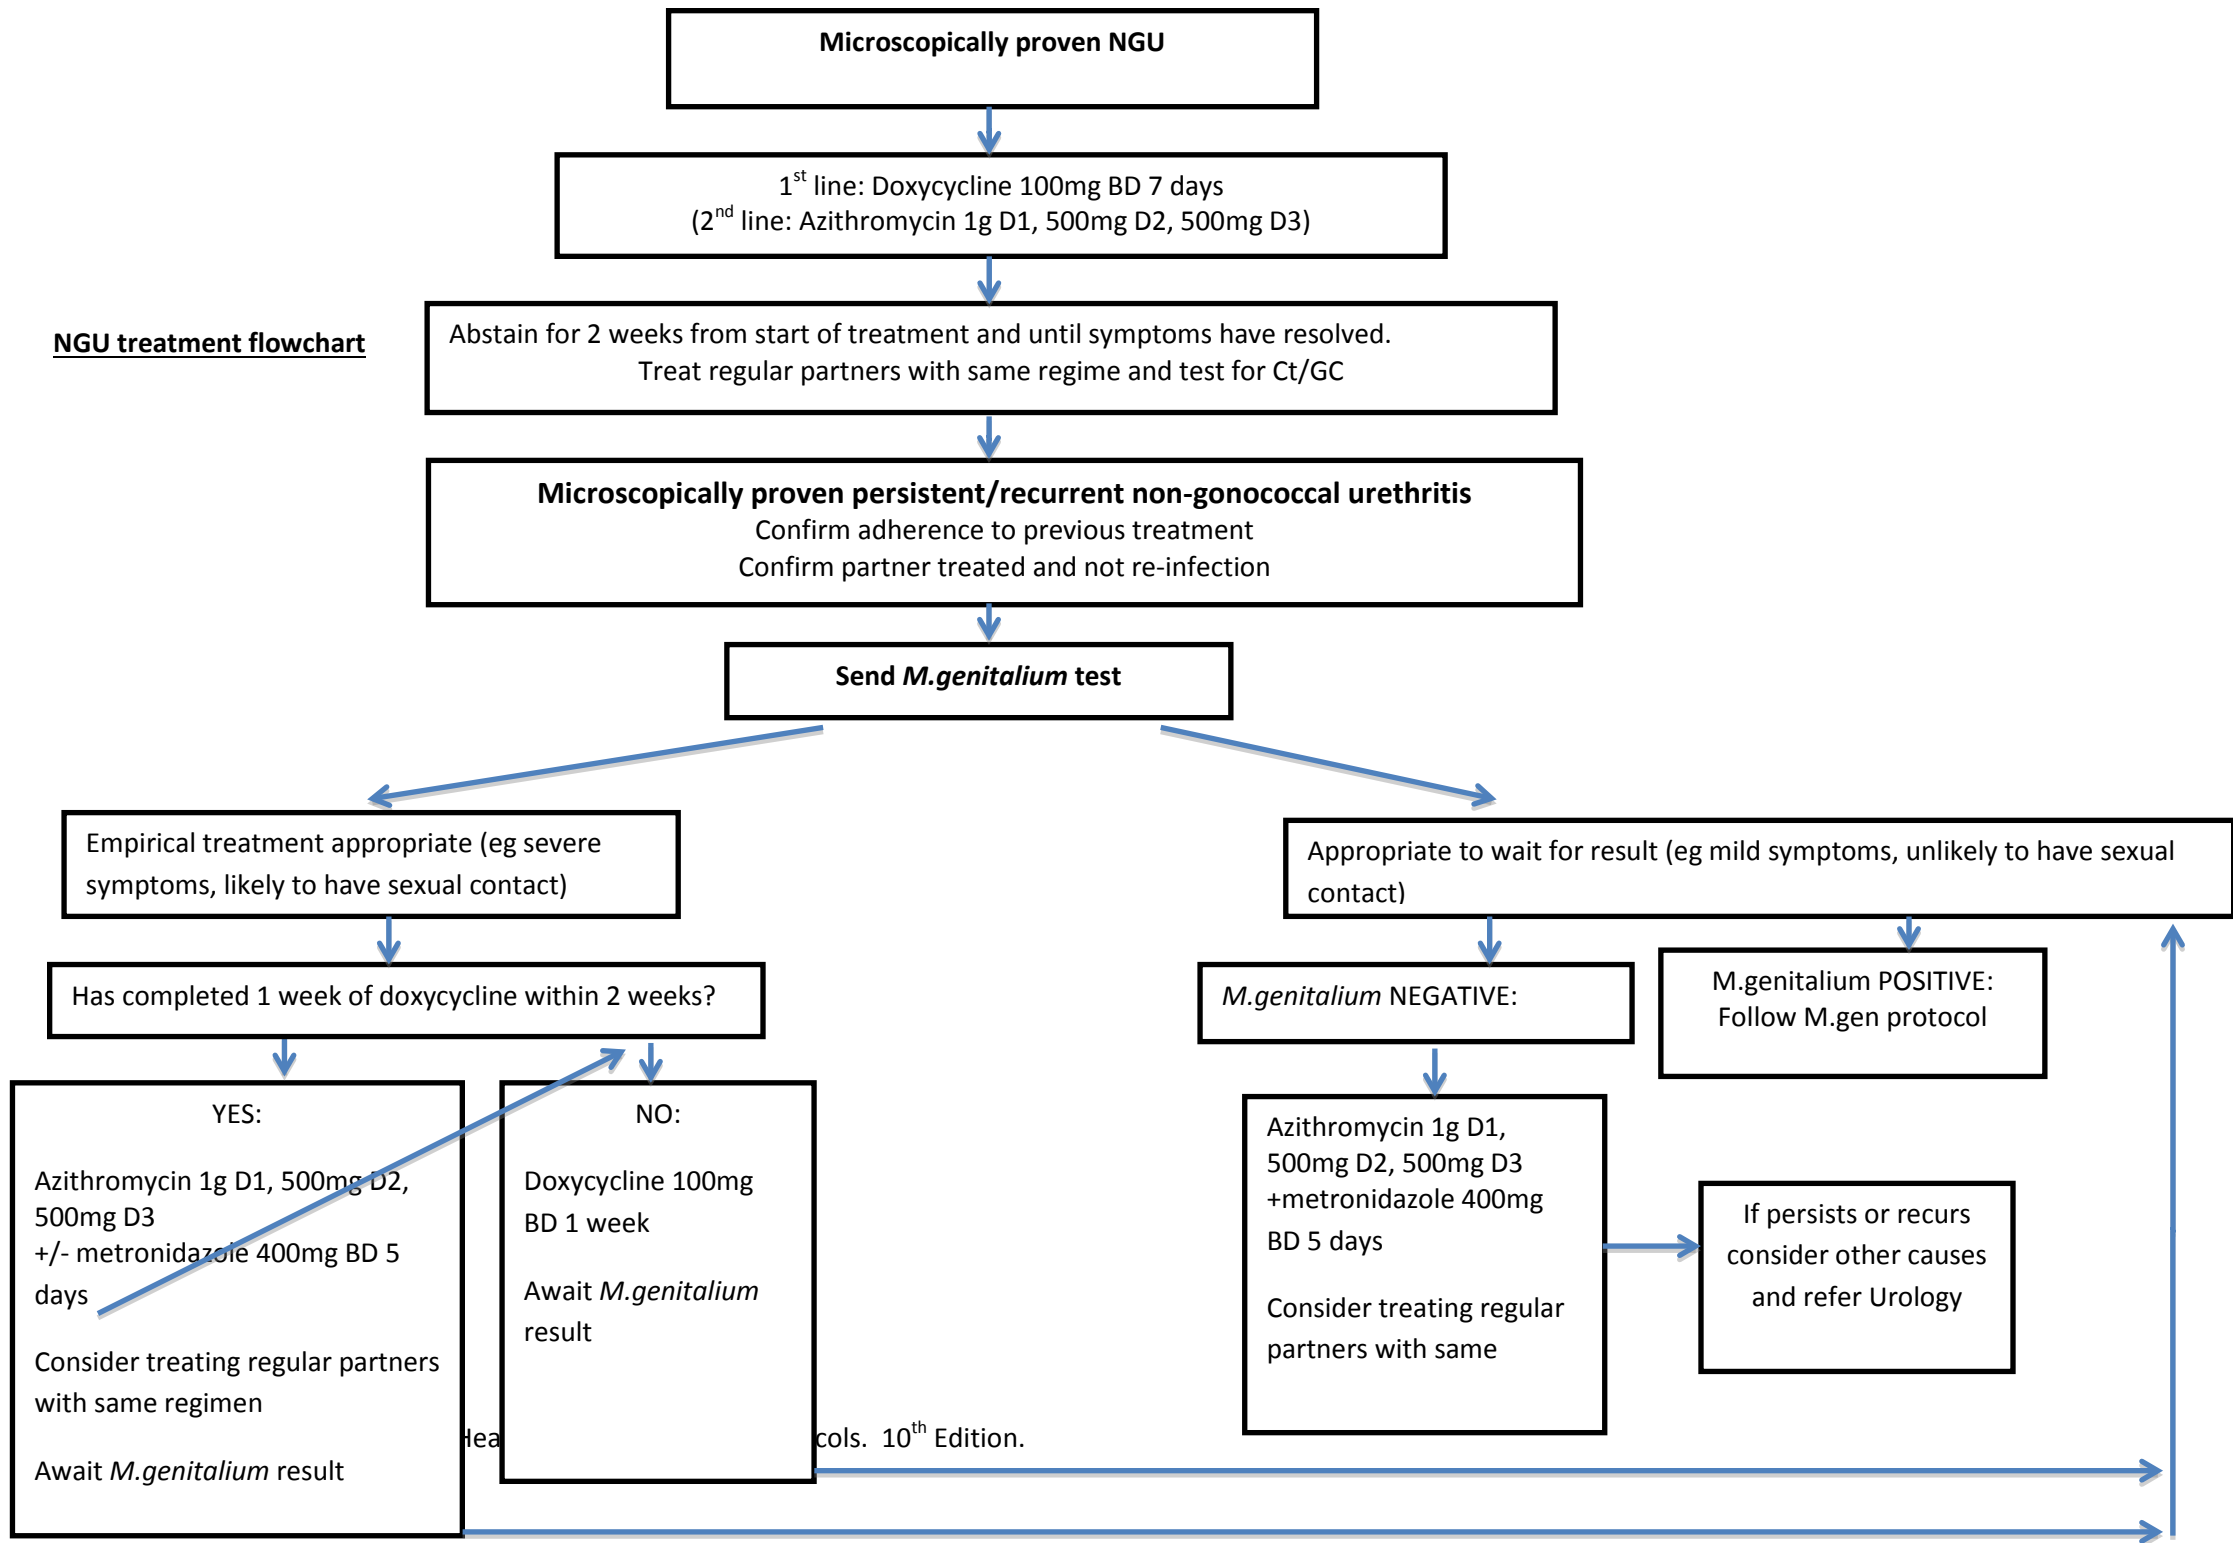 Microscopically proven NGU
1st line: Doxycycline 100mg BD 7 days
(2nd line: Azithromycin 1g D1, 500mg D2, 500mg D3)
NGU treatment flowchart
Abstain for 2 weeks from start of treatment and until symptoms have resolved.
Treat regular partners with same regime and test for Ct/GC
Microscopically proven persistent/recurrent non-gonococcal urethritis
Confirm adherence to previous treatment
Confirm partner treated and not re-infection
Send M.genitalium test
Empirical treatment appropriate (eg severe
symptoms, likely to have sexual contact)
Appropriate to wait for result (eg mild symptoms, unlikely to have sexual
contact)
Has completed 1 week of doxycycline within 2 weeks?
M.genitalium NEGATIVE:
M.genitalium POSITIVE:
Follow M.gen protocol
YES:
Azithromycin 1g D1, 500mg D2,
500mg D3
+/- metronidazole 400mg BD 5
days
Consider treating regular partners
with same regimen
Await M.genitalium result
NO:
Doxycycline 100mg
BD 1 week
Await M.genitalium
result
Azithromycin 1g D1,
500mg D2, 500mg D3
+metronidazole 400mg
BD 5 days
Consider treating regular
partners with same
If persists or recurs
consider other causes
and refer Urology
10th Edition.